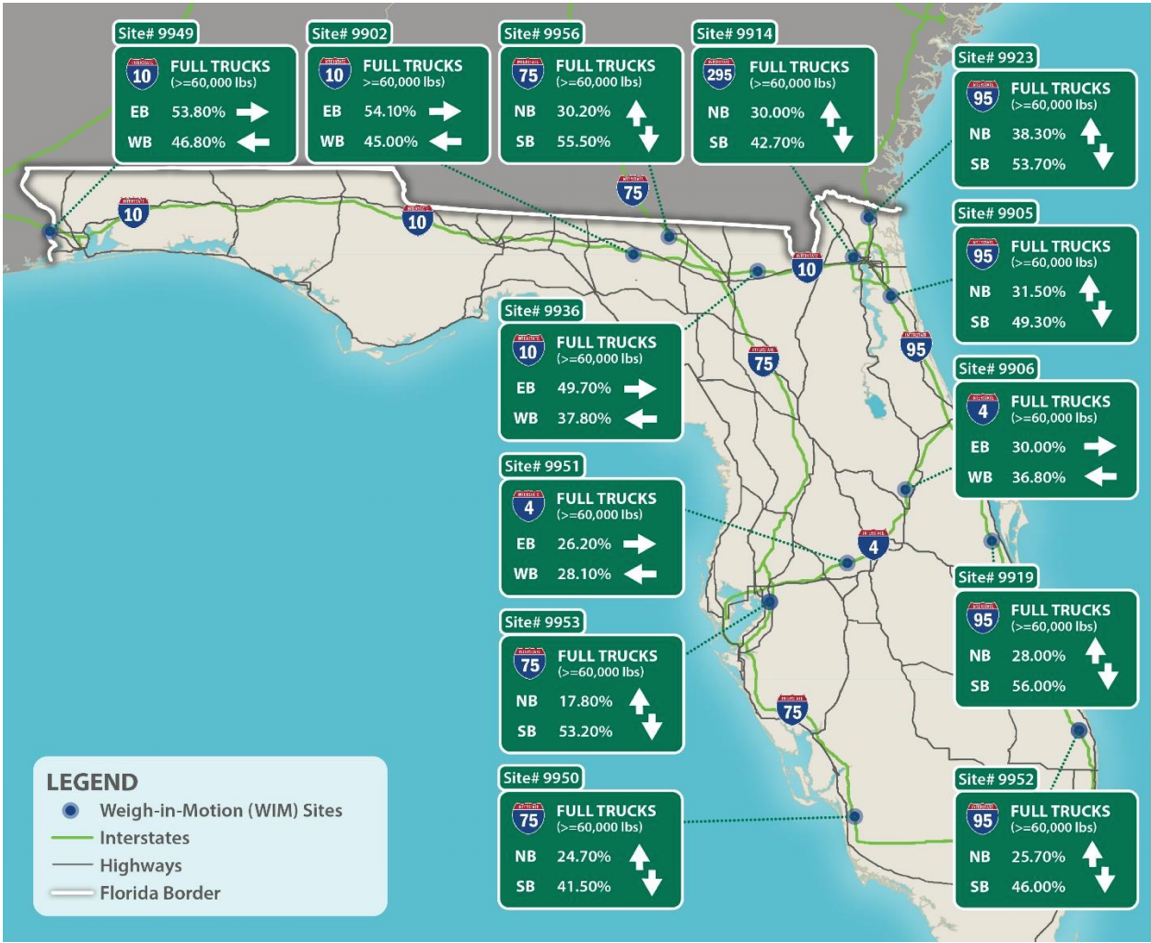 Site# 9949
10
FULL TRUCKS
(>=60,000 lbs)
EB 53.80%
WB 46.80%
Site# 9902
10
FULL TRUCKS
(>=60,000 lbs)
EB 54.10%
WB 45.00%
Site# 9956
75
FULL TRUCKS
(>=60,000 lbs)
NB 30.20%
SB 55.50%
Site# 9914
295
FULL TRUCKS
(>=60,000 lbs)
NB 30.00%
SB 42.70%
Site# 9923
95
FULL TRUCKS
(>=60,000 lbs)
NB 38.30%
SB 53.70%
10
10
75
10
Site# 9905
95
FULL TRUCKS
(>=60,000 lbs)
NB 31.50%
SB 49.30%
Site# 9936
10
FULL TRUCKS
(>=60,000 lbs)
EB 49.70%
WB 37.80%
75
95
Site# 9906
4
FULL TRUCKS
(>=60,000 lbs)
EB 30.00%
WB 36.80%
Site# 9951
4
FULL TRUCKS
(>=60,000 lbs)
EB 26.20%
WB 28.10%
4
Site# 9919
95
FULL TRUCKS
(>=60,000 lbs)
NB 28.00%
SB 56.00%
Site# 9953
75
FULL TRUCKS
(>=60,000 lbs)
NB 17.80%
SB 53.20%
75
Site# 9950
75
FULL TRUCKS
(>=60,000 lbs)
NB 24.70%
SB 41.50%
Site# 9952
95
FULL TRUCKS
(>=60,000 lbs)
NB 25.70%
SB 46.00%
LEGEND
Weigh-in-Motion (WIM) Sites
Interstates
Highways
Florida Border